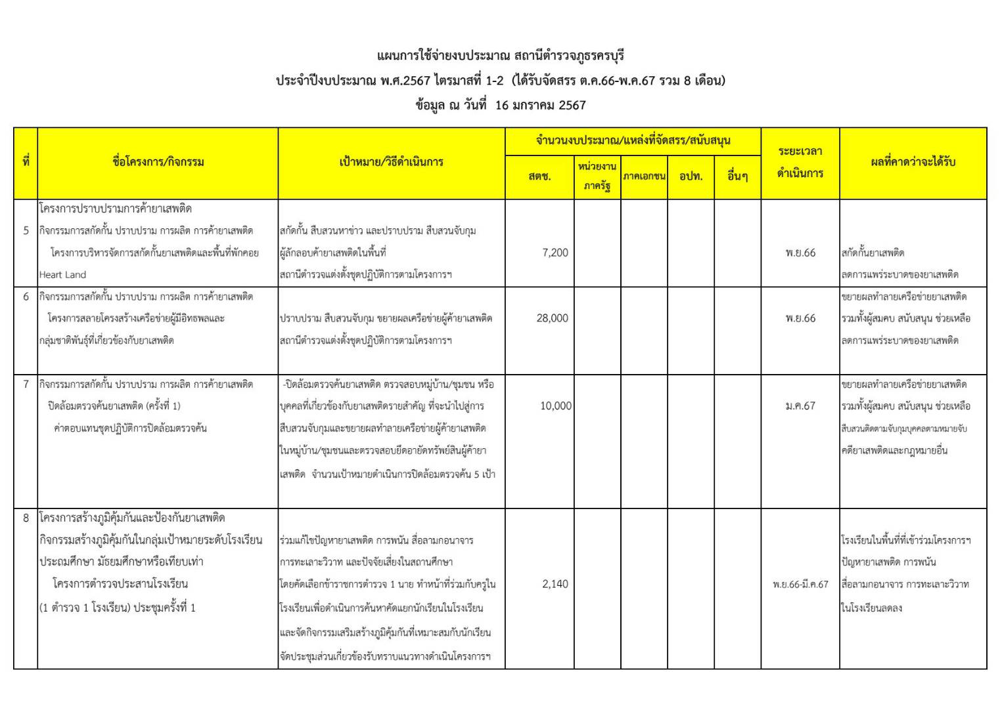 แผนการใช้จ่ายงบประมาณ สถานีตำรวจภูธรครบุรี
ประจำปีงบประมาณ พ.ศ.2567 ไตรมาสที่ 1-2 (ได้รับจัดสรร ต.ค.66-พ.ค.67 รวม 8 เดือน)
ข้อมูล ณ วันที่ 16 มกราคม 2567
ที่
ชื่อโครงการ/กิจกรรม
เป้าหมาย/วิธีดำเนินการ
จำนวนงบประมาณ/แหล่งที่จัดสรร/สนับสนุน
สตช.
หน่วยงาน
ภาครัฐ
ภาคเอกชน
อปท.
อื่นๆ
ระยะเวลา
ดำเนินการ
ผลที่คาดว่าจะได้รับ
5
โครงการปราบปรามการค้ายาเสพติด
กิจกรรมการสกัดกั้น ปราบปราม การผลิต การค้ายาเสพติด
โครงการบริหารจัดการสกัดกั้นยาเสพติดและพื้นที่พักคอย
Heart Land
สกัดกั้น สืบสวนหาข่าว และปราบปราม สืบสวนจับกุม
ผู้ลักลอบค้ายาเสพติดในพื้นที่
สถานีตำรวจแต่งตั้งชุดปฏิบัติการตามโครงการฯ
7,200
พ.ย.66
สกัดกั้นยาเสพติด
ลดการแพร่ระบาดของยาเสพติด
6
กิจกรรมการสกัดกั้น ปราบปราม การผลิต การค้ายาเสพติด
โครงการสลายโครงสร้างเครือข่ายผู้มีอิทธพลและ
กลุ่มชาติพันธุ์ที่เกี่ยวข้องกับยาเสพติด
ปราบปราม สืบสวนจับกุม ขยายผลเครือข่ายผู้ค้ายาเสพติด
สถานีตำรวจแต่งตั้งชุดปฏิบัติการตามโครงการฯ
28,000
พ.ย.66
ขยายผลทำลายเครือข่ายยาเสพติด
รวมทั้งผู้สมคบ สนับสนุน ช่วยเหลือ
ลดการแพร่ระบาดของยาเสพติด
7
กิจกรรมการสกัดกั้น ปราบปราม การผลิต การค้ายาเสพติด
ปิดล้อมตรวจค้นยาเสพติด (ครั้งที่ 1)
ค่าตอบแทนชุดปฏิบัติการปิดล้อมตรวจค้น
-ปิดล้อมตรวจค้นยาเสพติด ตรวจสอบหมู่บ้าน/ชุมชน หรือ
บุคคลที่เกี่ยวข้องกับยาเสพติดรายสำคัญ ที่จะนำไปสู่การ
สืบสวนจับกุมและขยายผลทำลายเครือข่ายผู้ค้ายาเสพติด
ในหมู่บ้าน/ชุมชนและตรวจสอบยึดอายัดทรัพย์สินผู้ค้ายา
เสพติด จำนวนเป้าหมายดำเนินการปิดล้อมตรวจค้น 5 เป้า
10,000
ม.ค.67
ขยายผลทำลายเครือข่ายยาเสพติด
รวมทั้งผู้สมคบ สนับสนุน ช่วยเหลือ
สืบสวนติดตามจับกุมบุคคลตามหมายจับ
คดียาเสพติดและกฎหมายอื่น
8
โครงการสร้างภูมิคุ้มกันและป้องกันยาเสพติด
กิจกรรมสร้างภูมิคุ้มกันในกลุ่มเป้าหมายระดับโรงเรียน
ประถมศึกษา มัธยมศึกษาหรือเทียบเท่า
โครงการตำรวจประสานโรงเรียน
(1 ตำรวจ 1 โรงเรียน) ประชุมครั้งที่ 1
ร่วมแก้ไขปัญหายาเสพติด การพนัน สื่อลามกอนาจาร
การทะเลาะวิวาท และปัจจัยเสี่ยงในสถานศึกษา
โดยคัดเลือกข้าราชการตำรวจ 1 นาย ทำหน้าที่ร่วมกับครูใน
โรงเรียนเพื่อดำเนินการค้นหาคัดแยกนักเรียนในโรงเรียน
และจัดกิจกรรมเสริมสร้างภูมิคุ้มกันที่เหมาะสมกับนักเรียน
จัดประชุมส่วนเกี่ยวข้องรับทราบแนวทางดำเนินโครงการฯ
2,140
พ.ย.66-มี.ค.67
โรงเรียนในพื้นที่ที่เข้าร่วมโครงการฯ
ปัญหายาเสพติด การพนัน
สื่อลามกอนาจาร การทะเลาะวิวาท
ในโรงเรียนลดลง